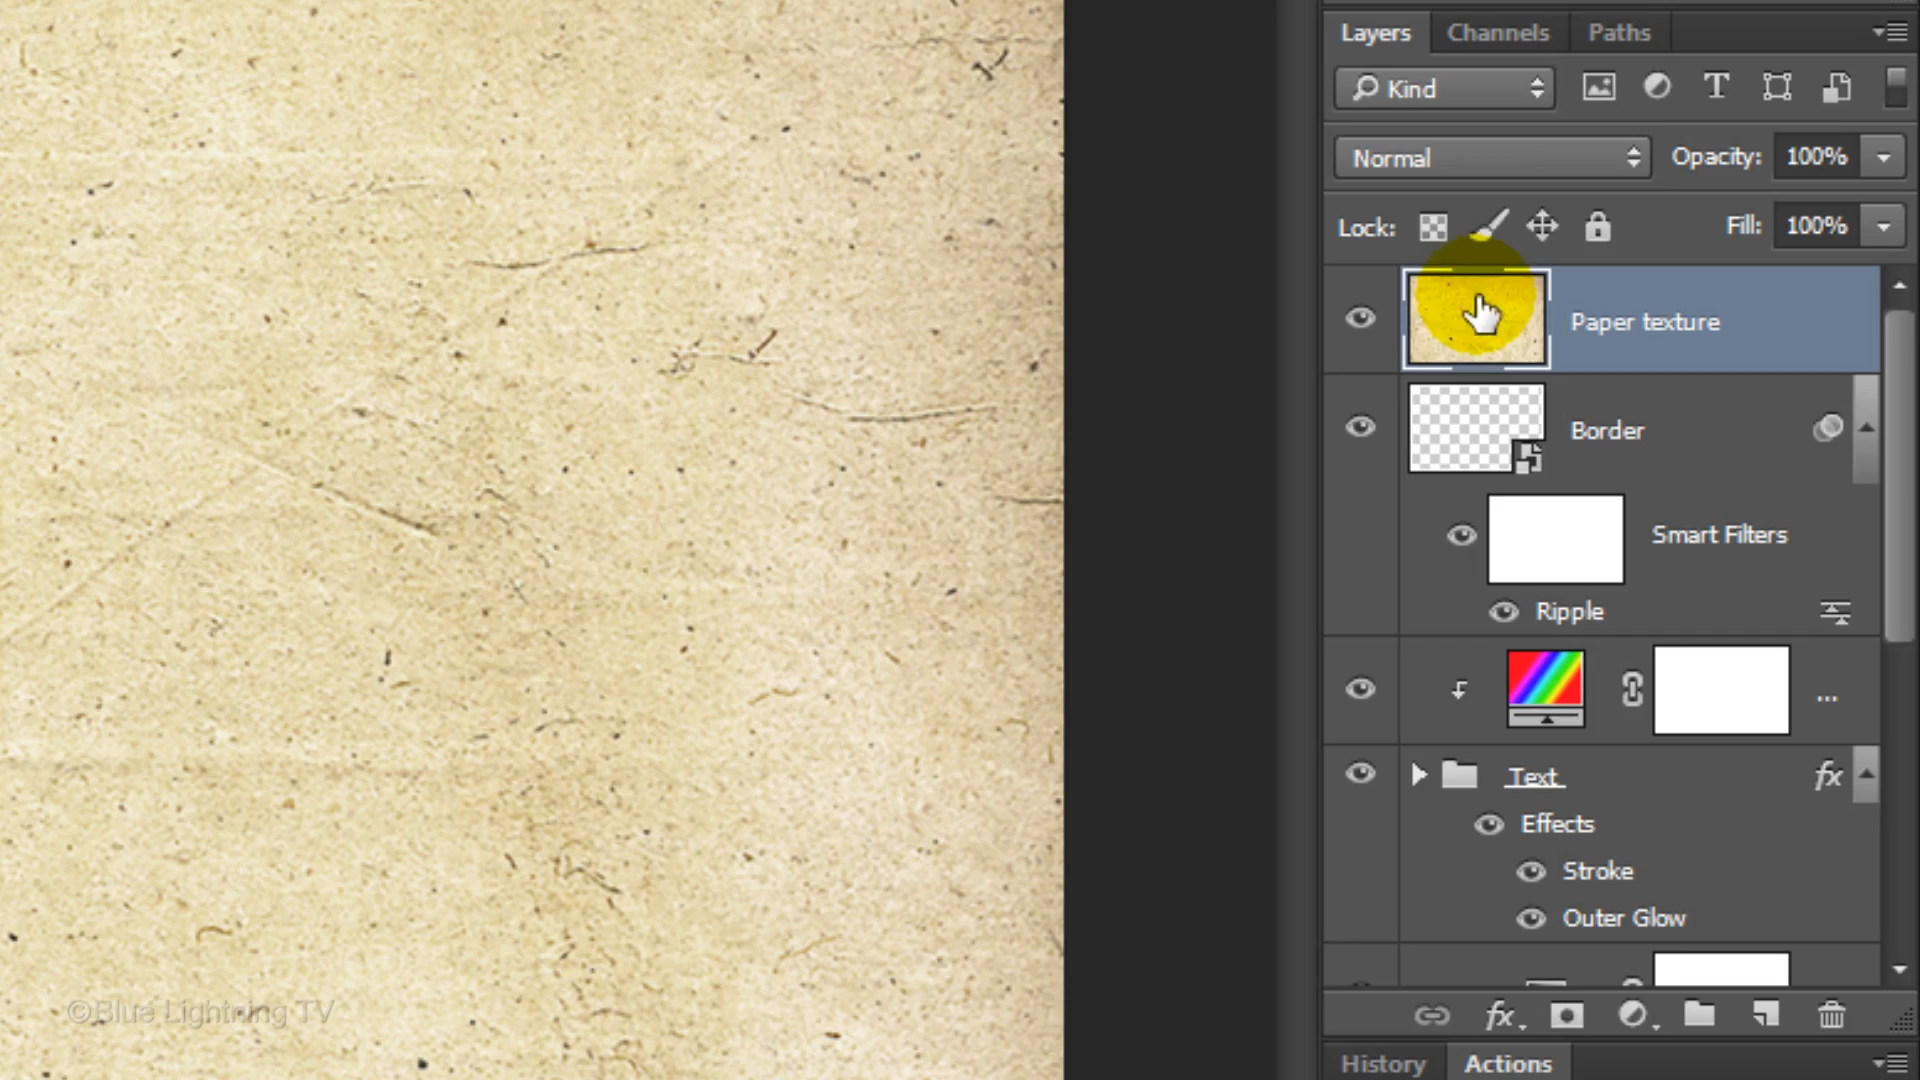 Layers Channels Paths
Kind
Normal Opacity: 100%
Lock: Fill: 100%
Paper texture
Border
Smart Filters
Ripple
...
Text
fx
Effects
Stroke
Outer Glow
©Blue Lightning TV
fx
History Actions